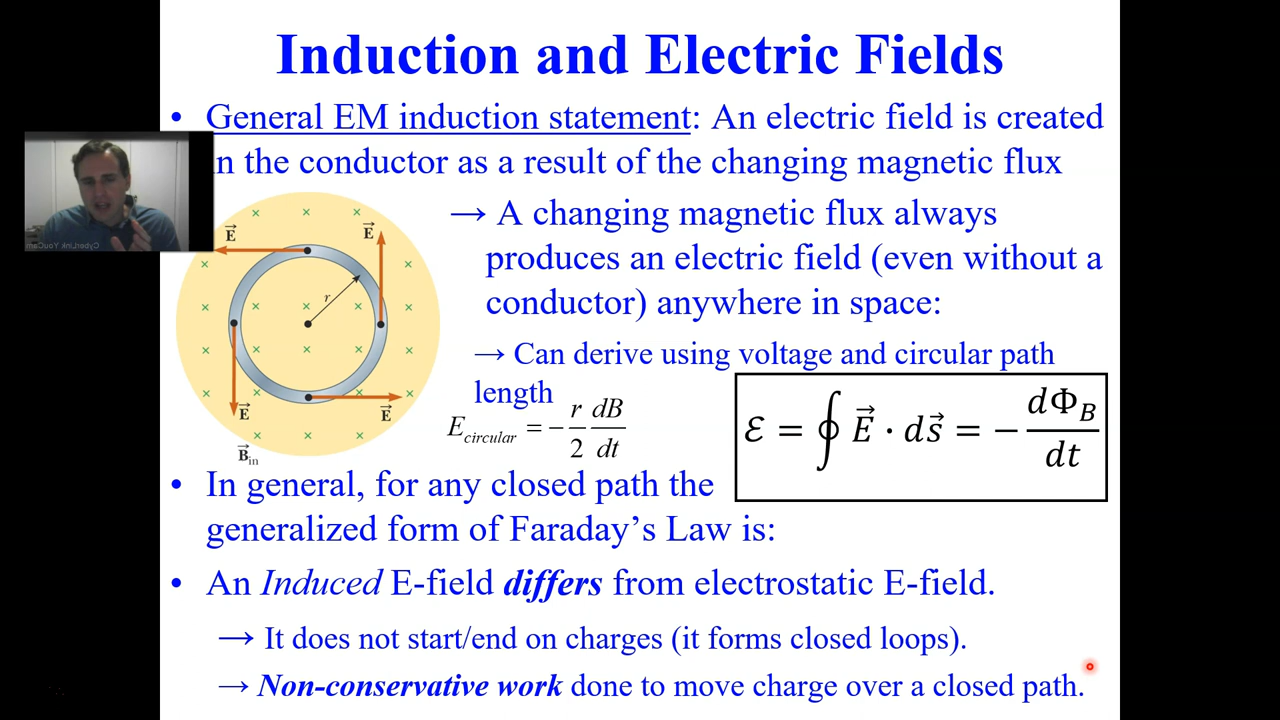 Induction and Electric Fields
• General EM induction statement: An electric field is created
in the conductor as a result of the changing magnetic flux
→ A changing magnetic flux always
produces an electric field (even without a
conductor) anywhere in space:
→ Can derive using voltage and circular path
length
E_circular = − r/2 dB/dt
ℰ = ∮ E⃗ · ds⃗ = − dΦ_B/dt
E⃗
E⃗
r
E⃗
E⃗
B⃗_in
• In general, for any closed path the
generalized form of Faraday's Law is:
• An Induced E-field differs from electrostatic E-field.
→ It does not start/end on charges (it forms closed loops).
→ Non-conservative work done to move charge over a closed path.
CyberLink YouCam